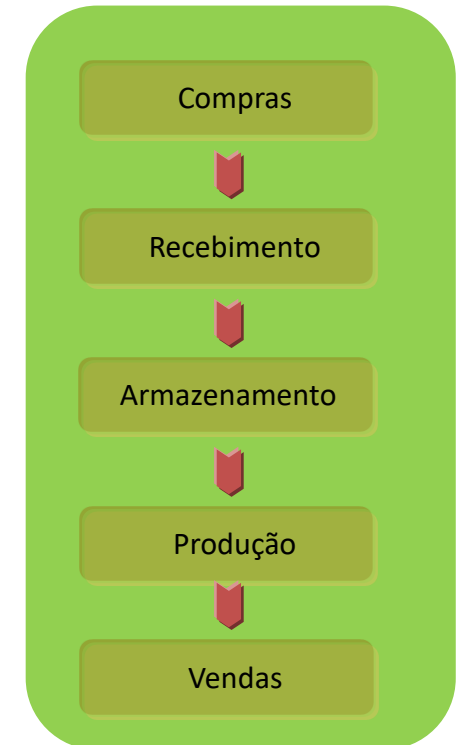 Compras
Recebimento
Armazenamento
Produção
Vendas